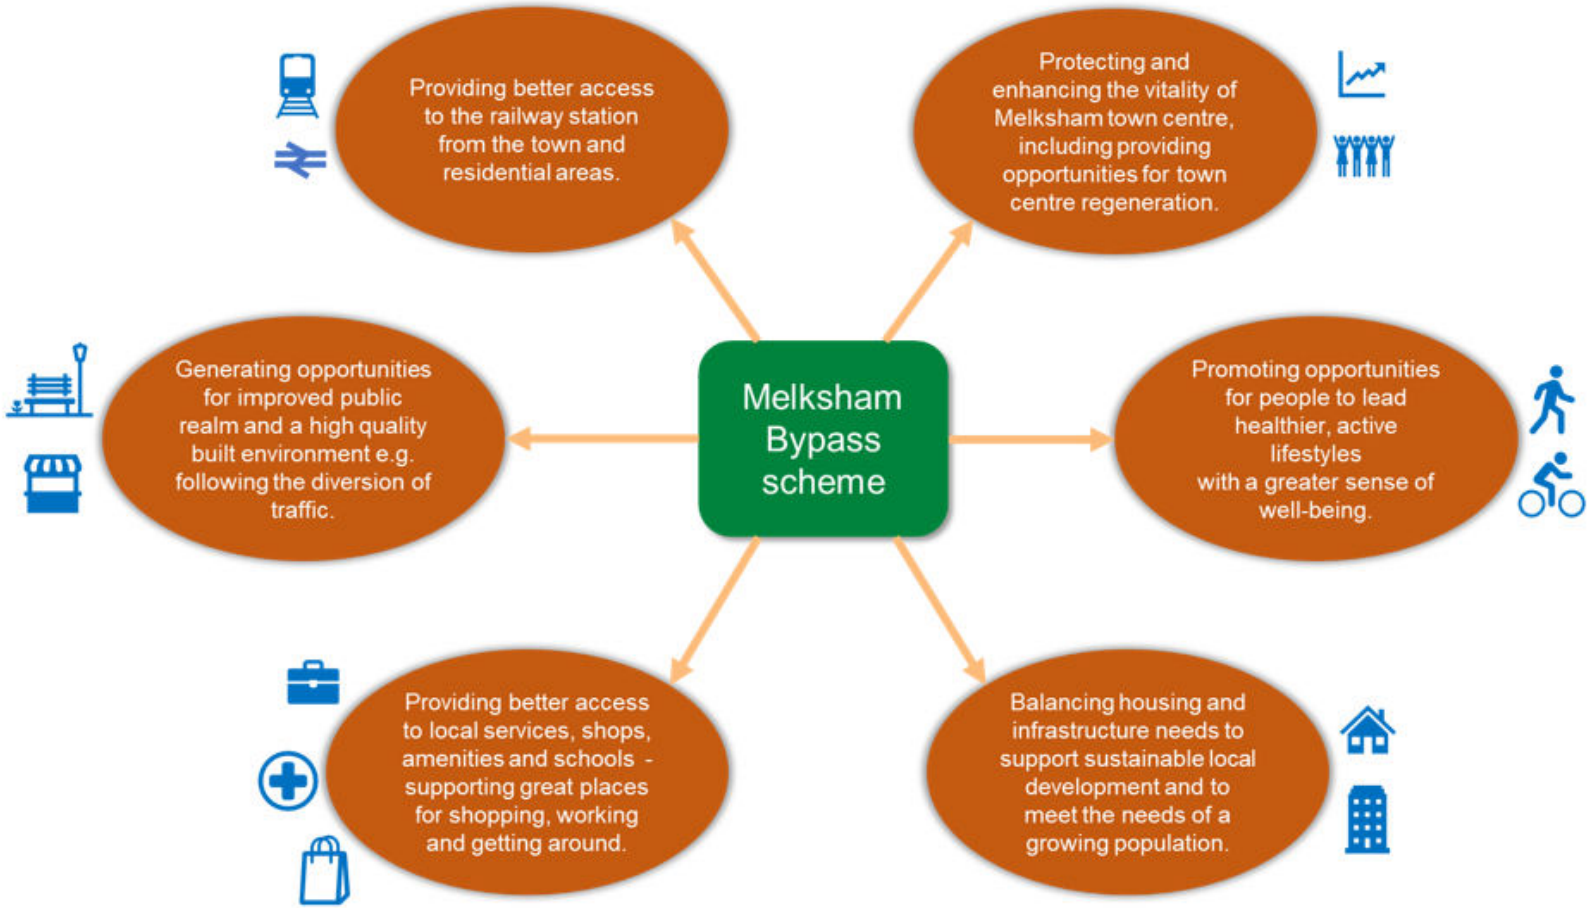 Providing better access
to the railway station
from the town and
residential areas.
Protecting and
enhancing the vitality of
Melksham town centre,
including providing
opportunities for town
centre regeneration.
Generating opportunities
for improved public
realm and a high quality
built environment e.g.
following the diversion of
traffic.
Melksham
Bypass
scheme
Promoting opportunities
for people to lead
healthier, active
lifestyles
with a greater sense of
well-being.
Providing better access
to local services, shops,
amenities and schools -
supporting great places
for shopping, working
and getting around.
Balancing housing and
infrastructure needs to
support sustainable local
development and to
meet the needs of a
growing population.